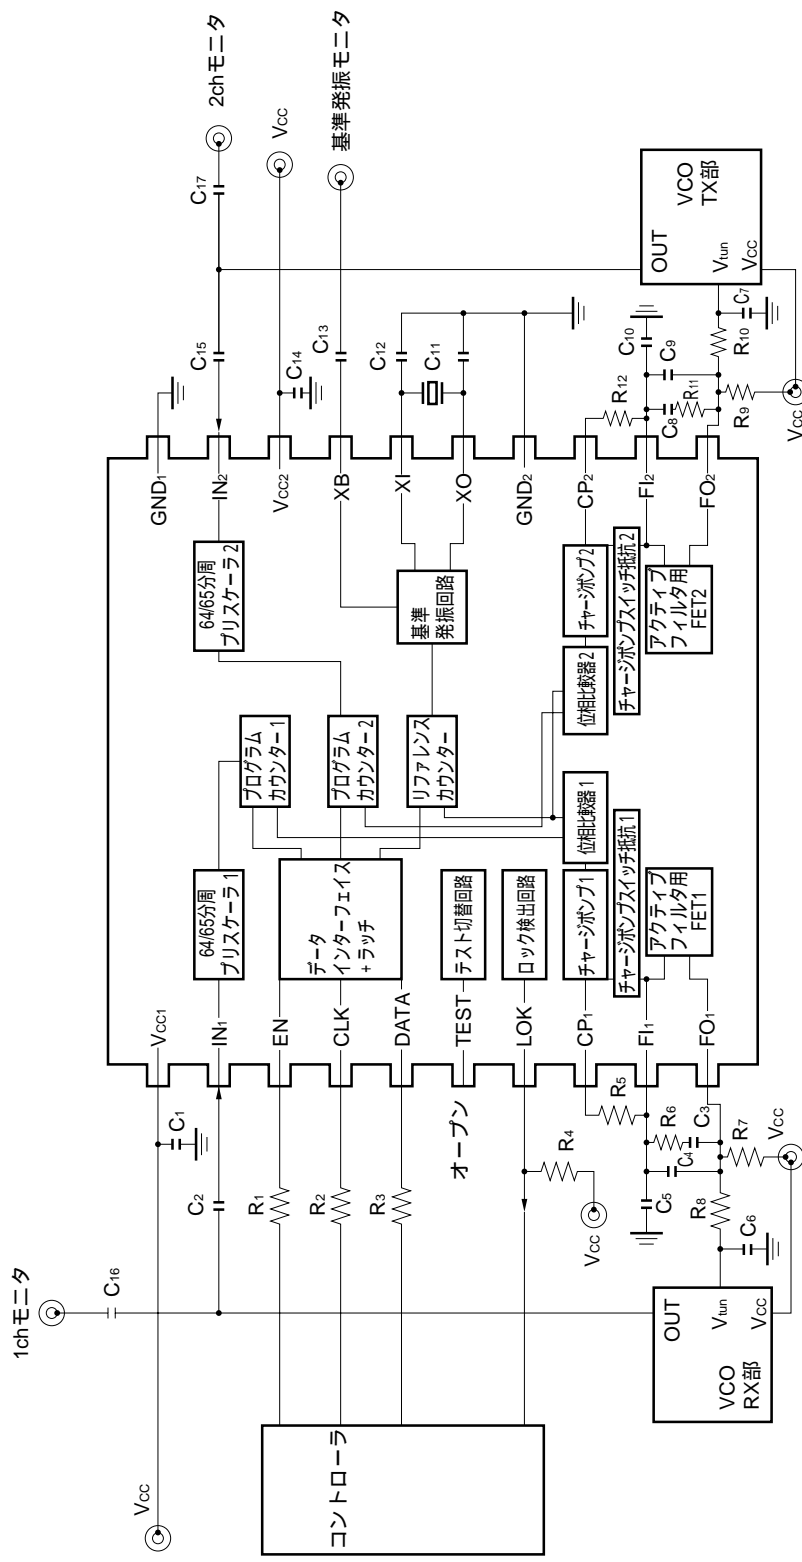 1chモニタ
C16
VCC
C1
C2
コントローラ
R1
R2
R3
オープン
R4
VCC
R5
R6
C3
C4
C5
R7
R8
C6
VCC
OUT
Vtun
VCC
VCO
RX部
VCC1
IN1
EN
CLK
DATA
TEST
LOK
CP1
FI1
FO1
64/65分周
プリスケーラ1
データ
インターフェイス
+ラッチ
テスト切替回路
ロック検出回路
チャージポンプ1
位相比較器1
チャージポンプスイッチ抵抗1
アクティブ
フィルタ用
FET1
プログラム
カウンター1
プログラム
カウンター2
リファレンス
カウンター
64/65分周
プリスケーラ2
基準
発振回路
位相比較器2
チャージポンプ2
チャージポンプスイッチ抵抗2
アクティブ
フィルタ用
FET2
GND1
IN2
VCC2
XB
XI
XO
GND2
CP2
FI2
FO2
C15
C17
2chモニタ
C14
VCC
C13
基準発振モニタ
C12
C11
R12
C10
C9
C8
R11
R10
R9
C7
VCC
OUT
Vtun
VCC
VCO
TX部